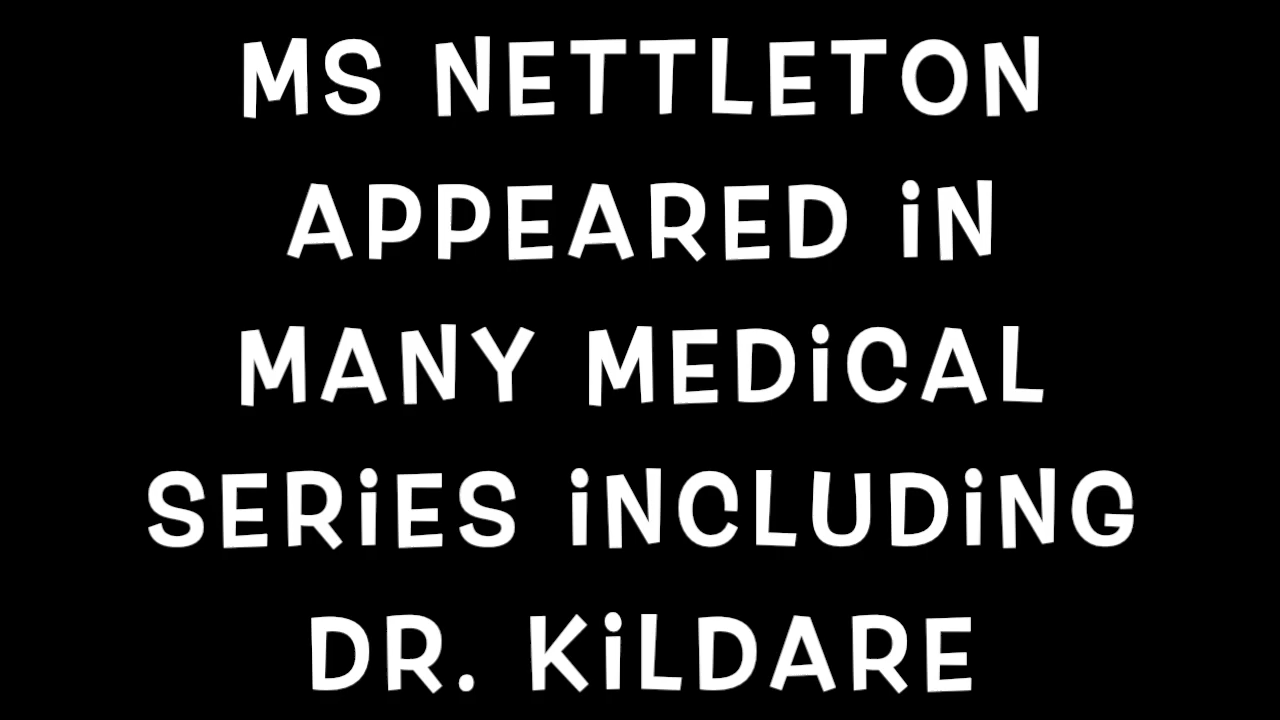 MS NETTLETON
APPEARED iN
MANY MEDiCAL
SERiES iNCLUDiNG
DR. KiLDARE